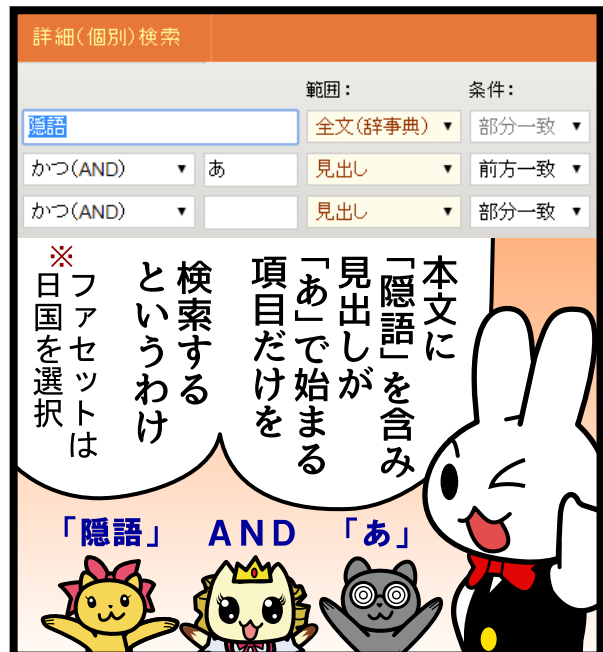 詳細(個別)検索
範囲: 条件:
隠語 全文(辞事典) ▼ 部分一致 ▼
かつ(AND) ▼ あ 見出し ▼ 前方一致 ▼
かつ(AND) ▼ 見出し ▼ 部分一致 ▼
本文に
「隠語」を含み
見出しが
「あ」で始まる
項目だけを
検索する
というわけ
※
ファセットは
日国を選択
「隠語」 AND 「あ」